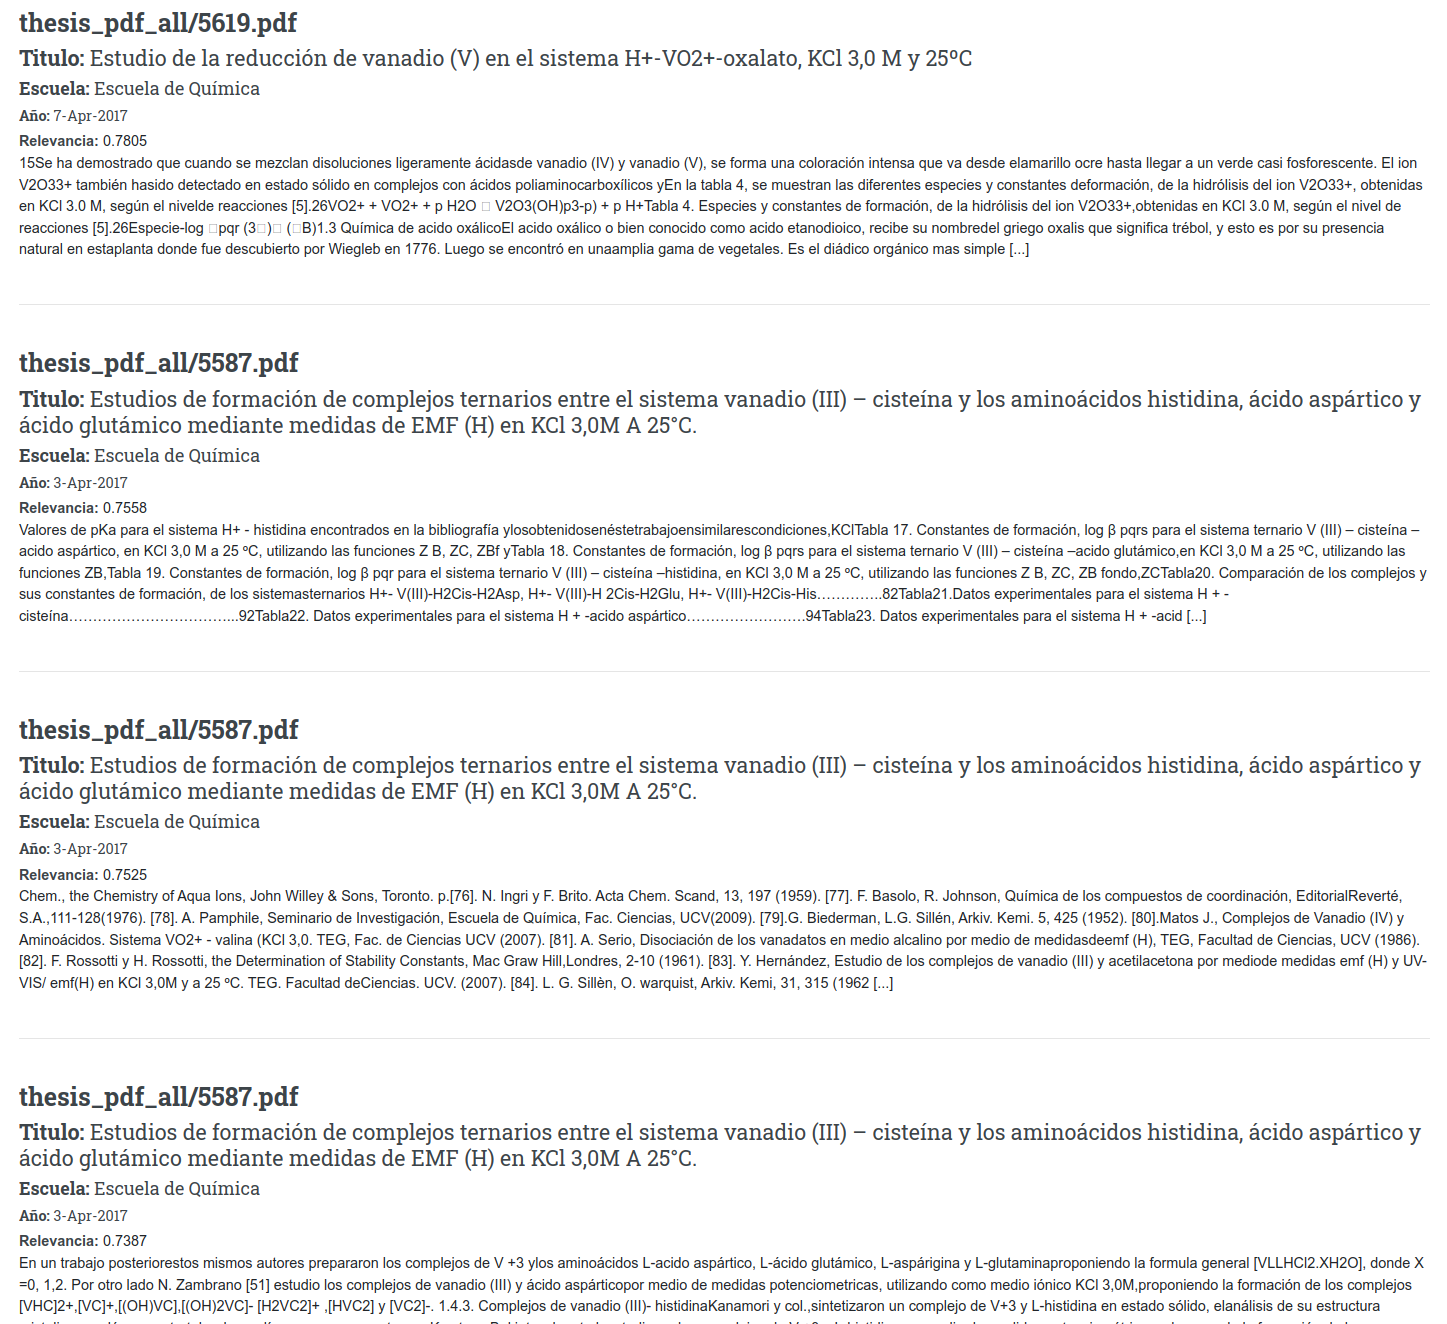 thesis_pdf_all/5619.pdf
Titulo: Estudio de la reducción de vanadio (V) en el sistema H+-VO2+-oxalato, KCl 3,0 M y 25ºC
Escuela: Escuela de Química
Año: 7-Apr-2017
Relevancia: 0.7805
15Se ha demostrado que cuando se mezclan disoluciones ligeramente ácidasde vanadio (IV) y vanadio (V), se forma una coloración intensa que va desde elamarillo ocre hasta llegar a un verde casi fosforescente. El ion
V2O33+ también hasido detectado en estado sólido en complejos con ácidos poliaminocarboxílicos yEn la tabla 4, se muestran las diferentes especies y constantes deformación, de la hidrólisis del ion V2O33+, obtenidas
en KCl 3.0 M, según el nivelde reacciones [5].26VO2+ + VO2+ + p H2O □ V2O3(OH)p3-p) + p H+Tabla 4. Especies y constantes de formación, de la hidrólisis del ion V2O33+,obtenidas en KCl 3.0 M, según el nivel de
reacciones [5].26Especie-log □pqr (3□)□ (□B)1.3 Química de acido oxálicoEl acido oxálico o bien conocido como acido etanodioico, recibe su nombredel griego oxalis que significa trébol, y esto es por su presencia
natural en estaplanta donde fue descubierto por Wiegleb en 1776. Luego se encontró en unaamplia gama de vegetales. Es el diádico orgánico mas simple [...]
thesis_pdf_all/5587.pdf
Titulo: Estudios de formación de complejos ternarios entre el sistema vanadio (III) – cisteína y los aminoácidos histidina, ácido aspártico y
ácido glutámico mediante medidas de EMF (H) en KCl 3,0M A 25°C.
Escuela: Escuela de Química
Año: 3-Apr-2017
Relevancia: 0.7558
Valores de pKa para el sistema H+ - histidina encontrados en la bibliografía ylosobtenidosenéstetrabajoensimilarescondiciones,KClTabla 17. Constantes de formación, log β pqrs para el sistema ternario V (III) – cisteína –
acido aspártico, en KCl 3,0 M a 25 ºC, utilizando las funciones Z B, ZC, ZBf yTabla 18. Constantes de formación, log β pqrs para el sistema ternario V (III) – cisteína –acido glutámico,en KCl 3,0 M a 25 ºC, utilizando las
funciones ZB,Tabla 19. Constantes de formación, log β pqr para el sistema ternario V (III) – cisteína –histidina, en KCl 3,0 M a 25 ºC, utilizando las funciones Z B, ZC, ZB fondo,ZCTabla20. Comparación de los complejos y
sus constantes de formación, de los sistemasternarios H+- V(III)-H2Cis-H2Asp, H+- V(III)-H 2Cis-H2Glu, H+- V(III)-H2Cis-His…………..82Tabla21.Datos experimentales para el sistema H + -
cisteína……………………………...92Tabla22. Datos experimentales para el sistema H + -acido aspártico…………………….94Tabla23. Datos experimentales para el sistema H + -acid [...]
thesis_pdf_all/5587.pdf
Titulo: Estudios de formación de complejos ternarios entre el sistema vanadio (III) – cisteína y los aminoácidos histidina, ácido aspártico y
ácido glutámico mediante medidas de EMF (H) en KCl 3,0M A 25°C.
Escuela: Escuela de Química
Año: 3-Apr-2017
Relevancia: 0.7525
Chem., the Chemistry of Aqua Ions, John Willey & Sons, Toronto. p.[76]. N. Ingri y F. Brito. Acta Chem. Scand, 13, 197 (1959). [77]. F. Basolo, R. Johnson, Química de los compuestos de coordinación, EditorialReverté,
S.A.,111-128(1976). [78]. A. Pamphile, Seminario de Investigación, Escuela de Química, Fac. Ciencias, UCV(2009). [79].G. Biederman, L.G. Sillén, Arkiv. Kemi. 5, 425 (1952). [80].Matos J., Complejos de Vanadio (IV) y
Aminoácidos. Sistema VO2+ - valina (KCl 3,0. TEG, Fac. de Ciencias UCV (2007). [81]. A. Serio, Disociación de los vanadatos en medio alcalino por medio de medidasdeemf (H), TEG, Facultad de Ciencias, UCV (1986).
[82]. F. Rossotti y H. Rossotti, the Determination of Stability Constants, Mac Graw Hill,Londres, 2-10 (1961). [83]. Y. Hernández, Estudio de los complejos de vanadio (III) y acetilacetona por mediode medidas emf (H) y UV-
VIS/ emf(H) en KCl 3,0M y a 25 ºC. TEG. Facultad deCiencias. UCV. (2007). [84]. L. G. Sillèn, O. warquist, Arkiv. Kemi, 31, 315 (1962 [...]
thesis_pdf_all/5587.pdf
Titulo: Estudios de formación de complejos ternarios entre el sistema vanadio (III) – cisteína y los aminoácidos histidina, ácido aspártico y
ácido glutámico mediante medidas de EMF (H) en KCl 3,0M A 25°C.
Escuela: Escuela de Química
Año: 3-Apr-2017
Relevancia: 0.7387
En un trabajo posteriorestos mismos autores prepararon los complejos de V +3 ylos aminoácidos L-acido aspártico, L-ácido glutámico, L-aspárigina y L-glutaminaproponiendo la formula general [VLLHCl2.XH2O], donde X
=0, 1,2. Por otro lado N. Zambrano [51] estudio los complejos de vanadio (III) y ácido aspárticopor medio de medidas potenciometricas, utilizando como medio iónico KCl 3,0M,proponiendo la formación de los complejos
[VHC]2+,[VC]+,[(OH)VC],[(OH)2VC]- [H2VC2]+ ,[HVC2] y [VC2]-. 1.4.3. Complejos de vanadio (III)- histidinaKanamori y col.,sintetizaron un complejo de V+3 y L-histidina en estado sólido, elanálisis de su estructura